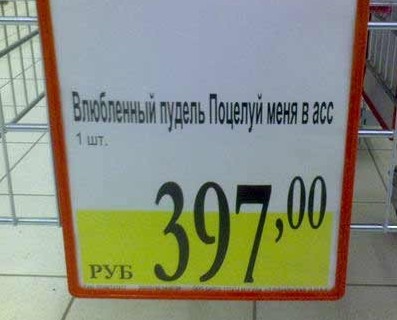 Влюбленный пудель Поцелуй меня в асс
1 шт.
РУБ 397,00